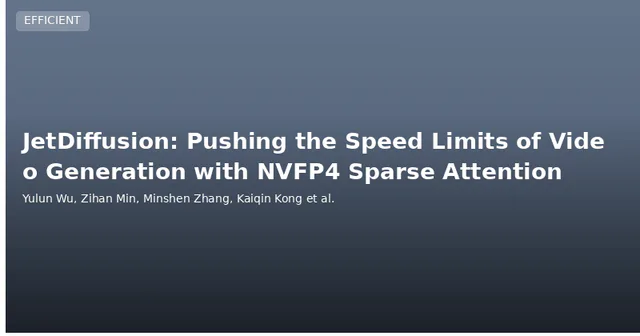 EFFICIENT
JetDiffusion: Pushing the Speed Limits of Vide
o Generation with NVFP4 Sparse Attention
Yulun Wu, Zihan Min, Minshen Zhang, Kaiqin Kong et al.